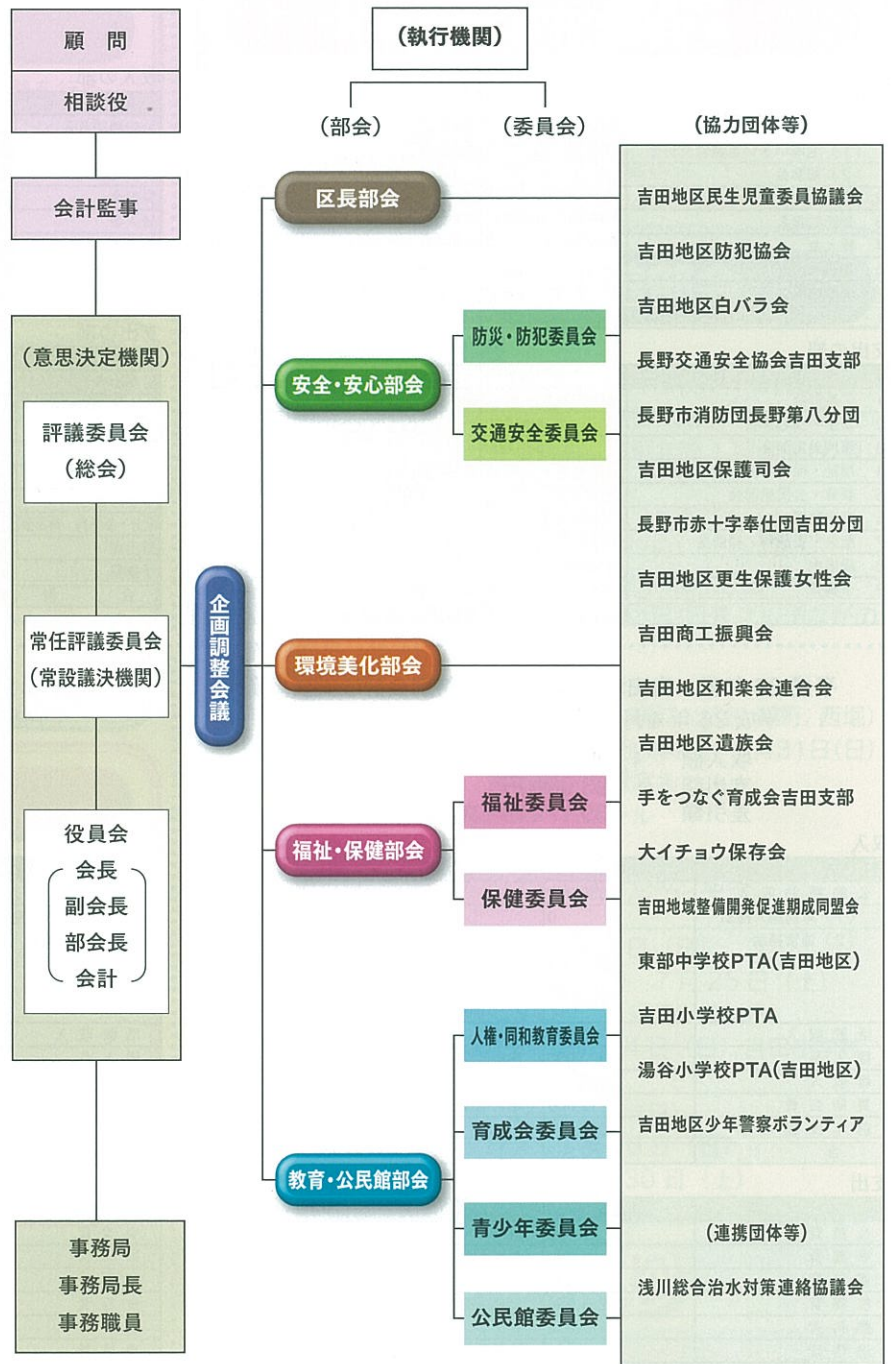 顧 問
相談役
会計監事
(意思決定機関)
評議委員会
(総会)
常任評議委員会
(常設議決機関)
役員会
会長
副会長
部会長
会計
事務局
事務局長
事務職員
企画調整会議
(執行機関)
(部会)
(委員会)
区長部会
安全・安心部会
防災・防犯委員会
交通安全委員会
環境美化部会
福祉・保健部会
福祉委員会
保健委員会
教育・公民館部会
人権・同和教育委員会
育成会委員会
青少年委員会
公民館委員会
(協力団体等)
吉田地区民生児童委員協議会
吉田地区防犯協会
吉田地区白バラ会
長野交通安全協会吉田支部
長野市消防団長野第八分団
吉田地区保護司会
長野市赤十字奉仕団吉田分団
吉田地区更生保護女性会
吉田商工振興会
吉田地区和楽会連合会
吉田地区遺族会
手をつなぐ育成会吉田支部
大イチョウ保存会
吉田地域整備開発促進期成同盟会
東部中学校PTA(吉田地区)
吉田小学校PTA
湯谷小学校PTA(吉田地区)
吉田地区少年警察ボランティア
(連携団体等)
浅川総合治水対策連絡協議会